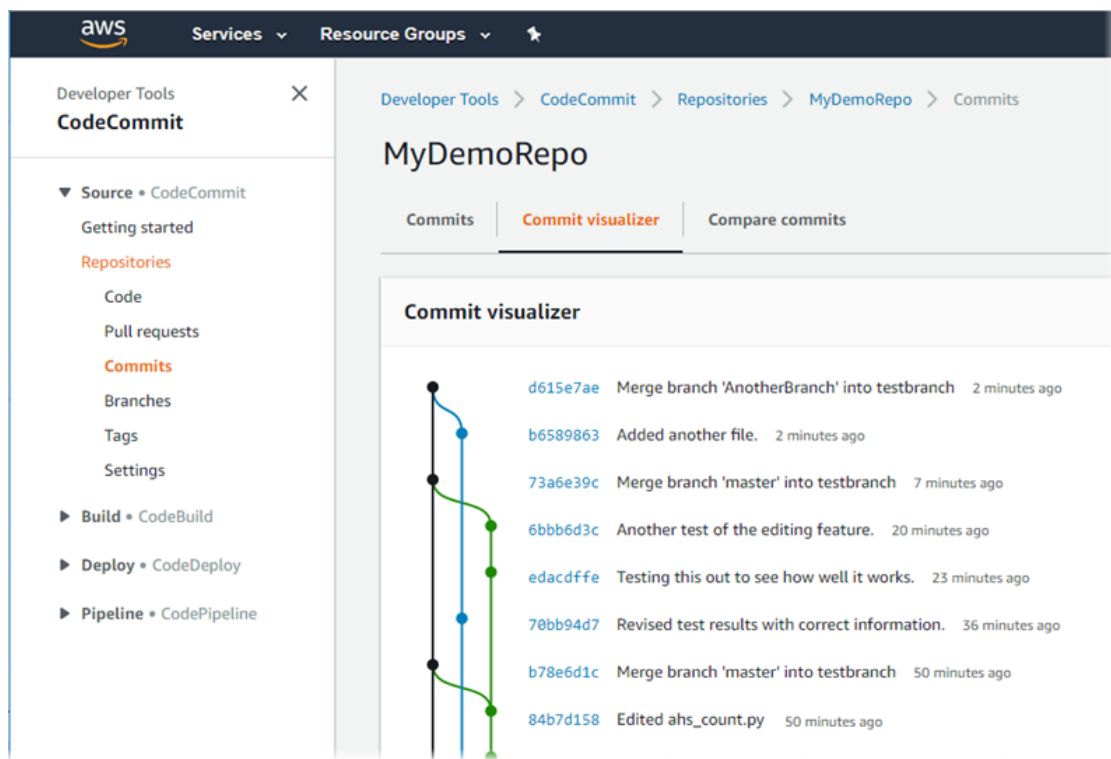 aws Services Resource Groups
Developer Tools
CodeCommit
Source • CodeCommit
Getting started
Repositories
Code
Pull requests
Commits
Branches
Tags
Settings
Build • CodeBuild
Deploy • CodeDeploy
Pipeline • CodePipeline
Developer Tools > CodeCommit > Repositories > MyDemoRepo > Commits
MyDemoRepo
Commits Commit visualizer Compare commits
Commit visualizer
d615e7ae Merge branch 'AnotherBranch' into testbranch 2 minutes ago
b6589863 Added another file. 2 minutes ago
73a6e39c Merge branch 'master' into testbranch 7 minutes ago
6bbb6d3c Another test of the editing feature. 20 minutes ago
edacdffe Testing this out to see how well it works. 23 minutes ago
70bb94d7 Revised test results with correct information. 36 minutes ago
b78e6d1c Merge branch 'master' into testbranch 50 minutes ago
84b7d158 Edited ahs_count.py 50 minutes ago